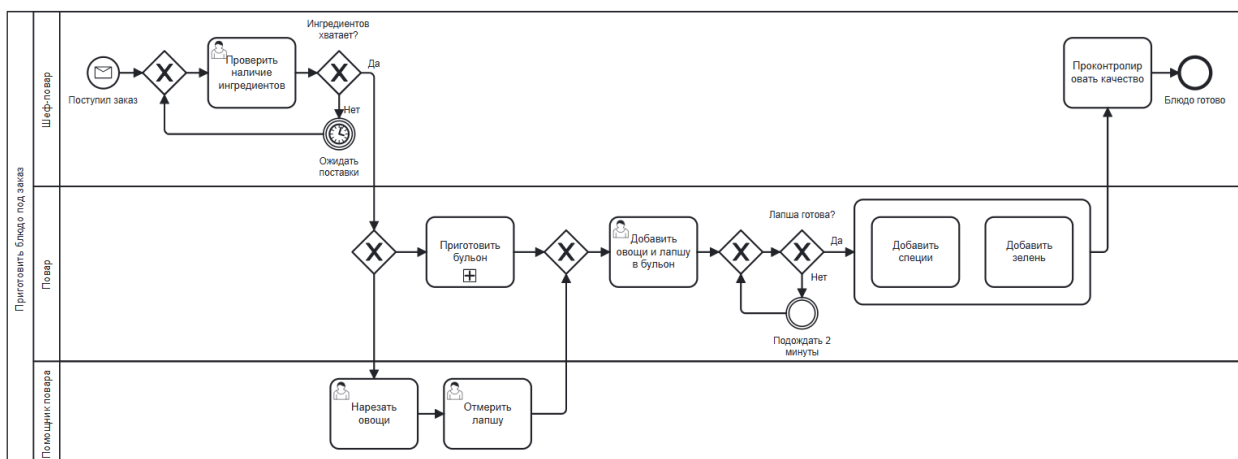 Приготовить блюдо под заказ
Шеф-повар
Поступил заказ
Проверить
наличие
ингредиентов
Ингредиентов
хватает?
Да
Нет
Ожидать
поставки
Проконтролир
овать качество
Блюдо готово
Повар
Приготовить
бульон
Добавить
овощи и лапшу
в бульон
Лапша готова?
Да
Нет
Подождать 2
минуты
Добавить
специи
Добавить
зелень
Помощник повара
Нарезать
овощи
Отмерить
лапшу